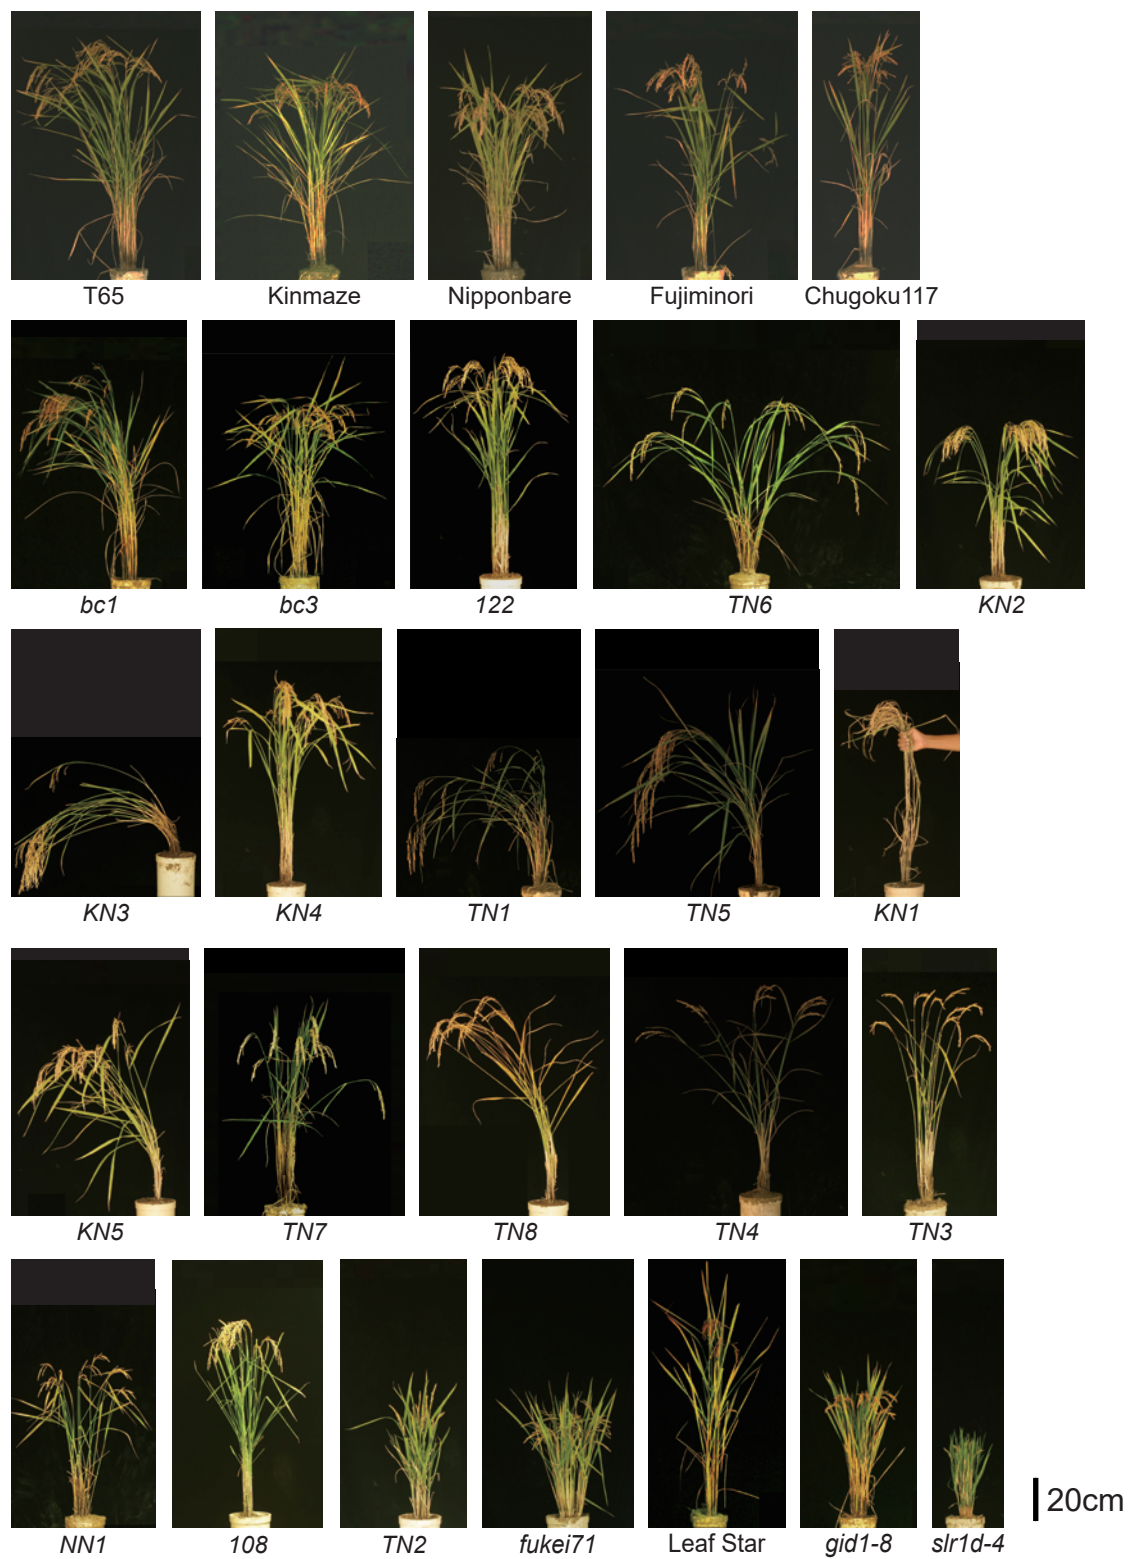 T65 Kinmaze Nipponbare Fujiminori Chugoku117
bc1 bc3 122 TN6 KN2
KN3 KN4 TN1 TN5 KN1
KN5 TN7 TN8 TN4 TN3
20cm
NN1 108 TN2 fukei71 Leaf Star gid1-8 slr1d-4